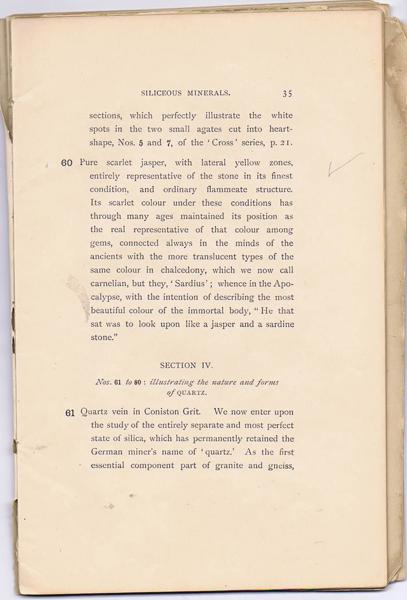 SILICEOUS MINERALS. 35
sections, which perfectly illustrate the white
spots in the two small agates cut into heart-
shape, Nos. 5 and 7, of the ‘Cross’ series, p. 21.
60 Pure scarlet jasper, with lateral yellow zones,
entirely representative of the stone in its finest
condition, and ordinary flammeate structure.
Its scarlet colour under these conditions has
through many ages maintained its position as
the real representative of that colour among
gems, connected always in the minds of the
ancients with the more translucent types of the
same colour in chalcedony, which we now call
carnelian, but they, ‘Sardius’; whence in the Apo-
calypse, with the intention of describing the most
beautiful colour of the immortal body, “He that
sat was to look upon like a jasper and a sardine
stone.”
SECTION IV.
Nos. 61 to 80: illustrating the nature and forms
of QUARTZ.
61 Quartz vein in Coniston Grit. We now enter upon
the study of the entirely separate and most perfect
state of silica, which has permanently retained the
German miner’s name of ‘quartz.’ As the first
essential component part of granite and gneiss,